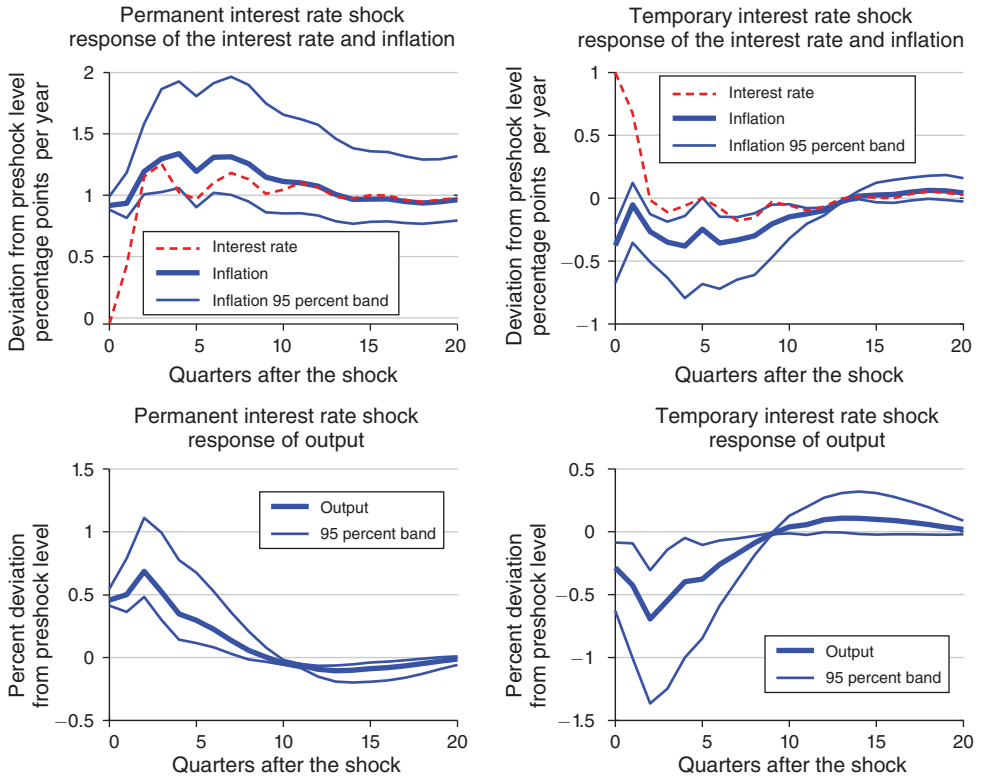 Permanent interest rate shock
response of the interest rate and inflation
Deviation from preshock level
percentage points per year
2
1.5
1
0.5
0
Interest rate
Inflation
Inflation 95 percent band
0
5
10
15
20
Quarters after the shock
Temporary interest rate shock
response of the interest rate and inflation
Deviation from preshock level
percentage points per year
1
0.5
0
−0.5
−1
Interest rate
Inflation
Inflation 95 percent band
0
5
10
15
20
Quarters after the shock
Permanent interest rate shock
response of output
Percent deviation
from preshock level
1.5
1
0.5
0
−0.5
Output
95 percent band
0
5
10
15
20
Quarters after the shock
Temporary interest rate shock
response of output
Percent deviation
from preshock level
0.5
0
−0.5
−1
−1.5
Output
95 percent band
0
5
10
15
20
Quarters after the shock